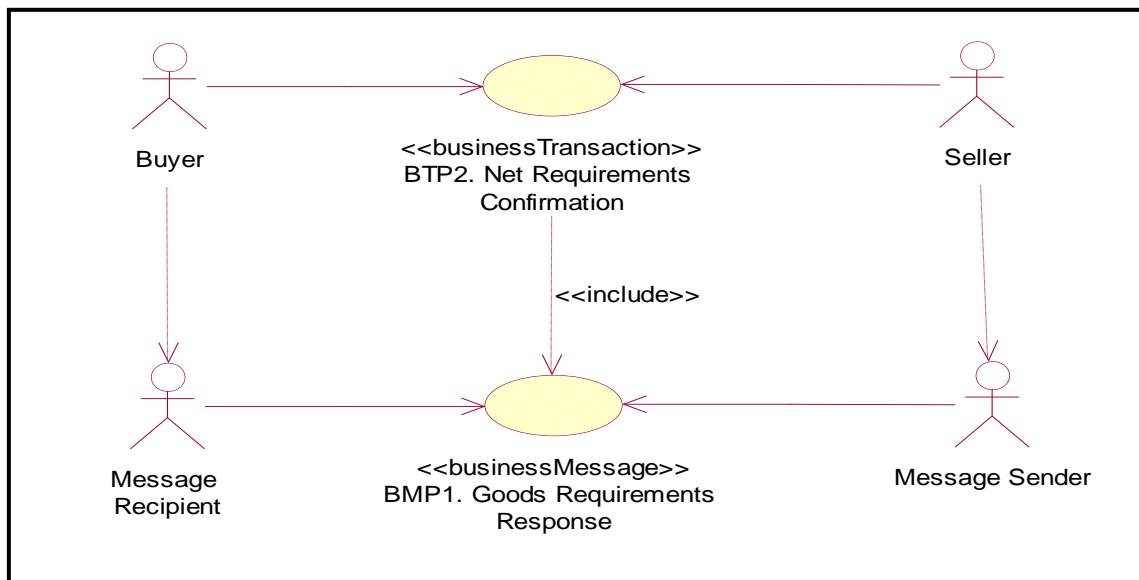 Buyer
<<businessTransaction>>
BTP2. Net Requirements
Confirmation
Seller
<<include>>
Message
Recipient
<<businessMessage>>
BMP1. Goods Requirements
Response
Message Sender